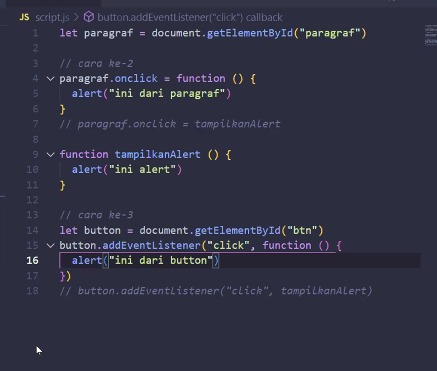 JS script.js > button.addEventListener("click") callback
1 let paragraf = document.getElementById("paragraf")
2
3 // cara ke-2
4 paragraf.onclick = function () {
5 alert("ini dari paragraf")
6 }
7 // paragraf.onclick = tampilkanAlert
8
9 function tampilkanAlert () {
10 alert("ini alert")
11 }
12
13 // cara ke-3
14 let button = document.getElementById("btn")
15 button.addEventListener("click", function () {
16 alert("ini dari button")
17 })
18 // button.addEventListener("click", tampilkanAlert)